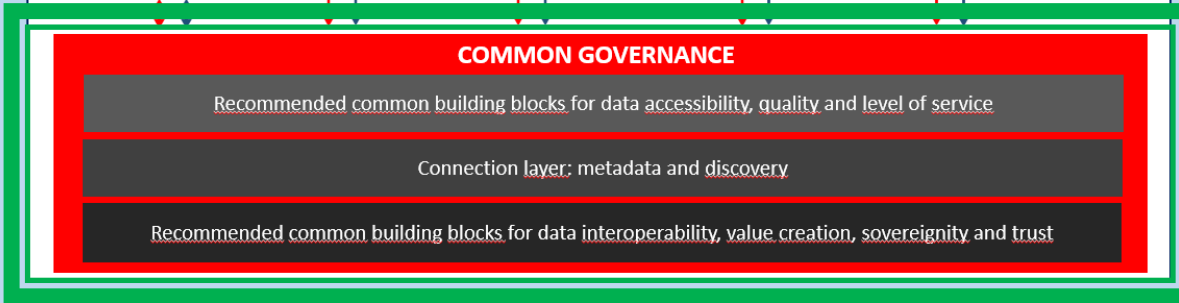 COMMON GOVERNANCE
Recommended common building blocks for data accessibility, quality and level of service
Connection layer: metadata and discovery
Recommended common building blocks for data interoperability, value creation, sovereignity and trust